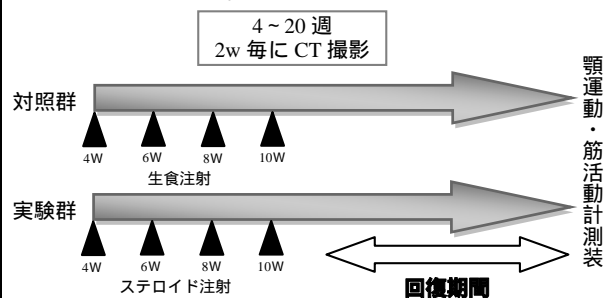 4～20 週
2w 毎に CT 撮影
対照群
4W 6W 8W 10W
生食注射
実験群
4W 6W 8W 10W
ステロイド注射
回復期間
顎運動・筋活動計測装